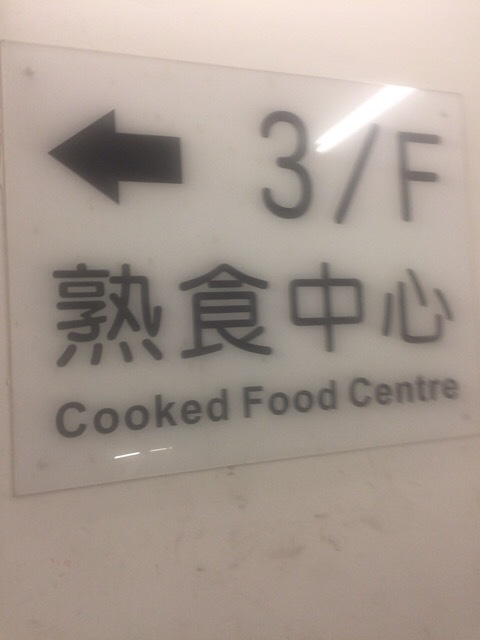 3/F
熟食中心
Cooked Food Centre